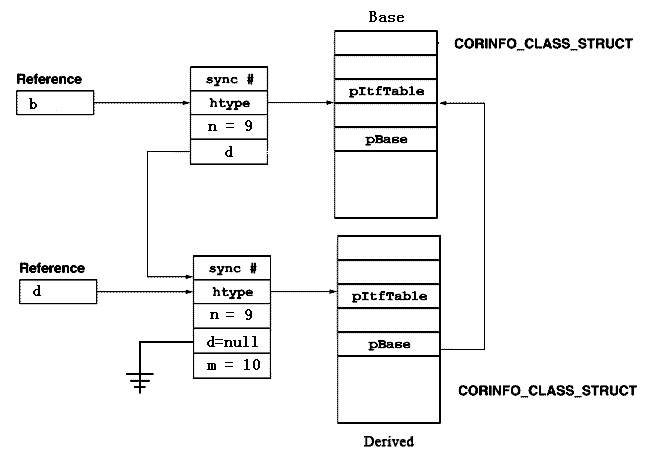 Base
CORINFO_CLASS_STRUCT
Reference
b
sync #
htype
n = 9
d
pItfTable
pBase
Reference
d
sync #
htype
n = 9
d=null
m = 10
pItfTable
pBase
CORINFO_CLASS_STRUCT
Derived